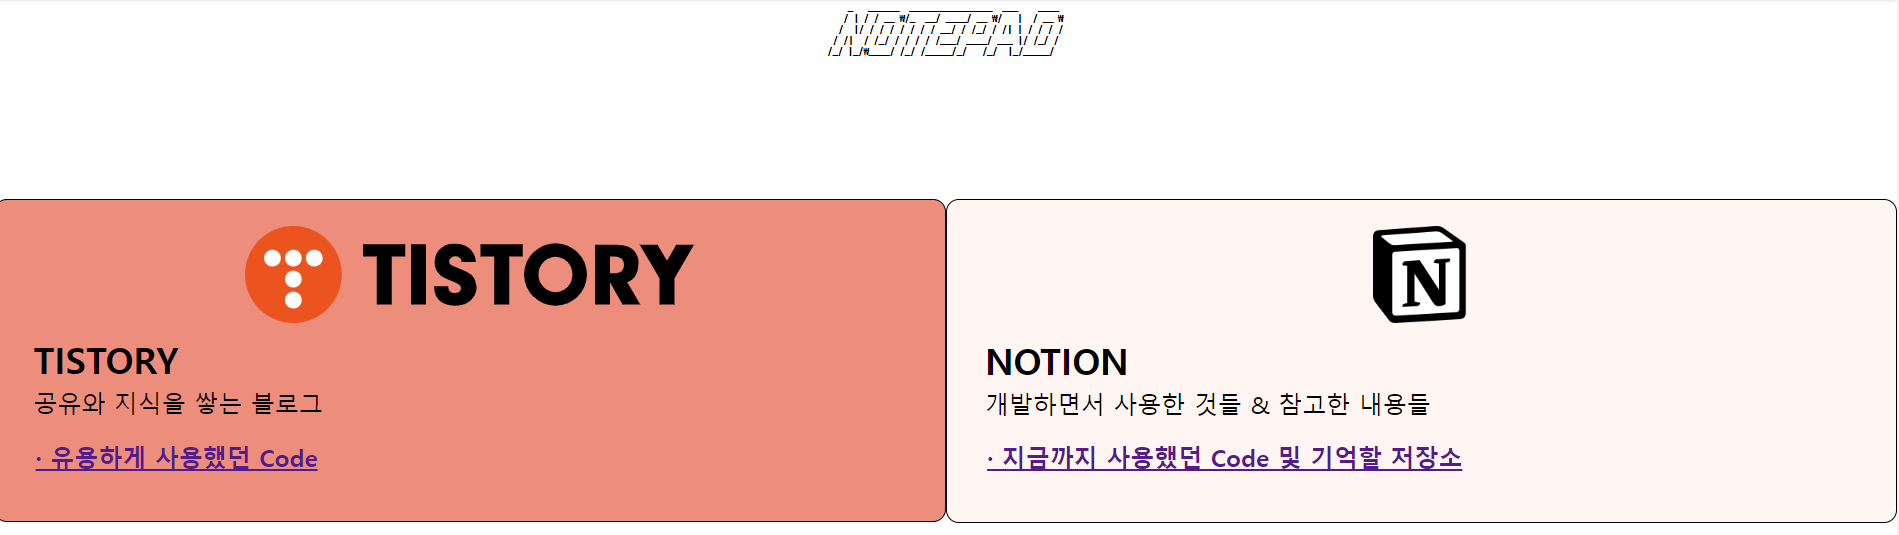 NOTEPAD
TISTORY
TISTORY
공유와 지식을 쌓는 블로그
· 유용하게 사용했던 Code
N
NOTION
개발하면서 사용한 것들 & 참고한 내용들
· 지금까지 사용했던 Code 및 기억할 저장소